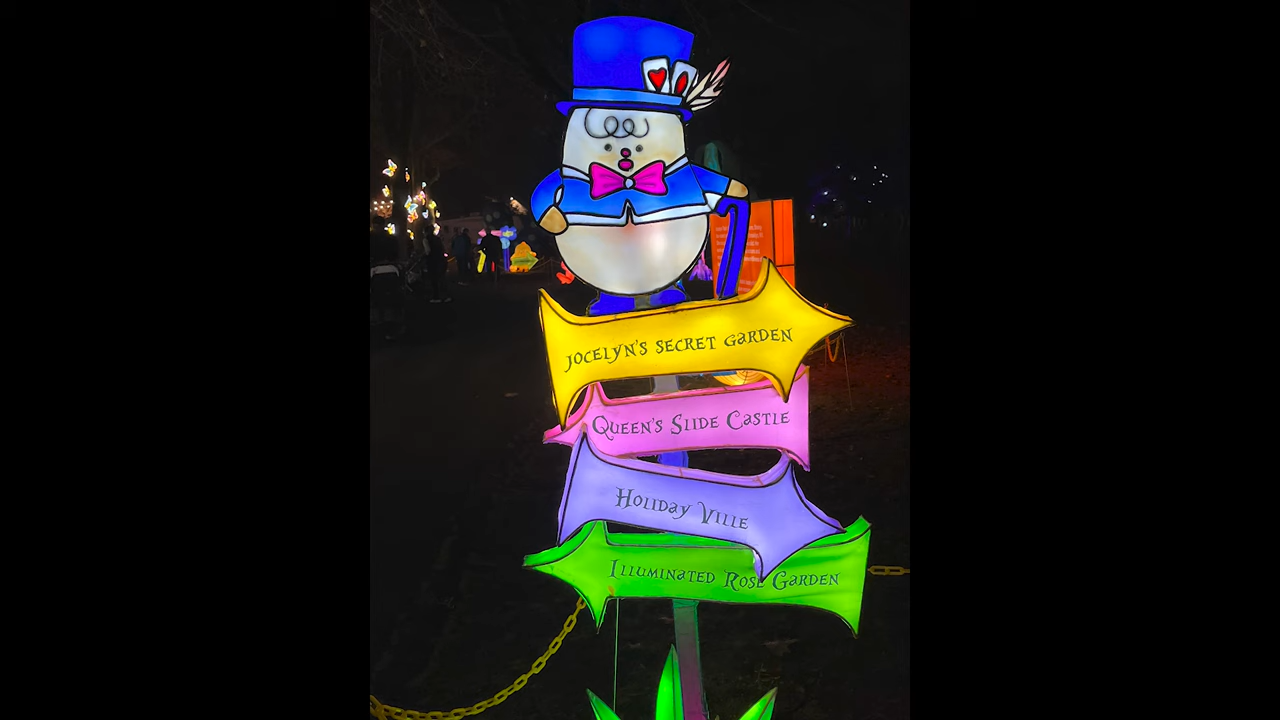 JOCELYN'S SECRET GARDEN
QUEEN'S SLIDE CASTLE
HOLIDAY VILLE
ILLUMINATED ROSE GARDEN